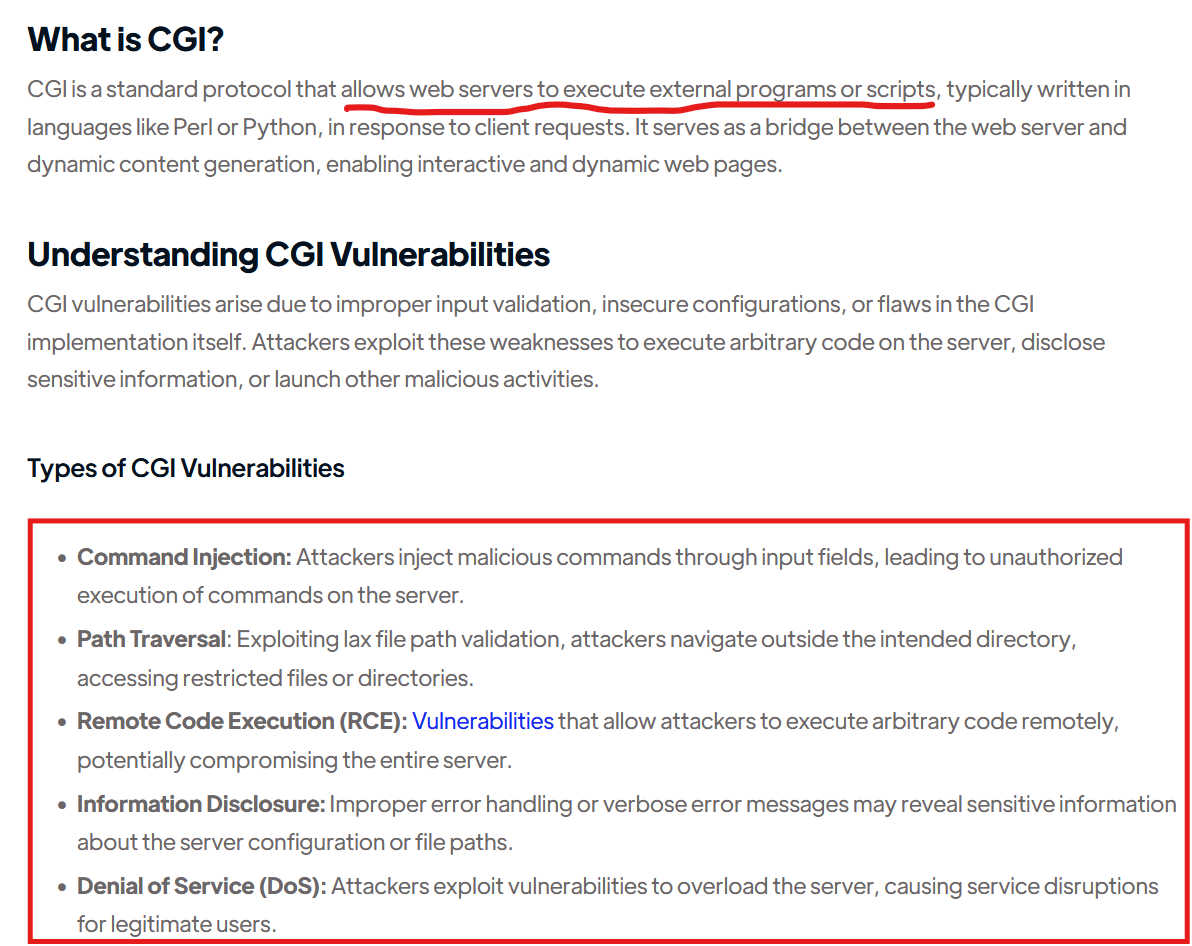 What is CGI?
CGI is a standard protocol that allows web servers to execute external programs or scripts, typically written in
languages like Perl or Python, in response to client requests. It serves as a bridge between the web server and
dynamic content generation, enabling interactive and dynamic web pages.
Understanding CGI Vulnerabilities
CGI vulnerabilities arise due to improper input validation, insecure configurations, or flaws in the CGI
implementation itself. Attackers exploit these weaknesses to execute arbitrary code on the server, disclose
sensitive information, or launch other malicious activities.
Types of CGI Vulnerabilities
• Command Injection: Attackers inject malicious commands through input fields, leading to unauthorized
execution of commands on the server.
• Path Traversal: Exploiting lax file path validation, attackers navigate outside the intended directory,
accessing restricted files or directories.
• Remote Code Execution (RCE): Vulnerabilities that allow attackers to execute arbitrary code remotely,
potentially compromising the entire server.
• Information Disclosure: Improper error handling or verbose error messages may reveal sensitive information
about the server configuration or file paths.
• Denial of Service (DoS): Attackers exploit vulnerabilities to overload the server, causing service disruptions
for legitimate users.